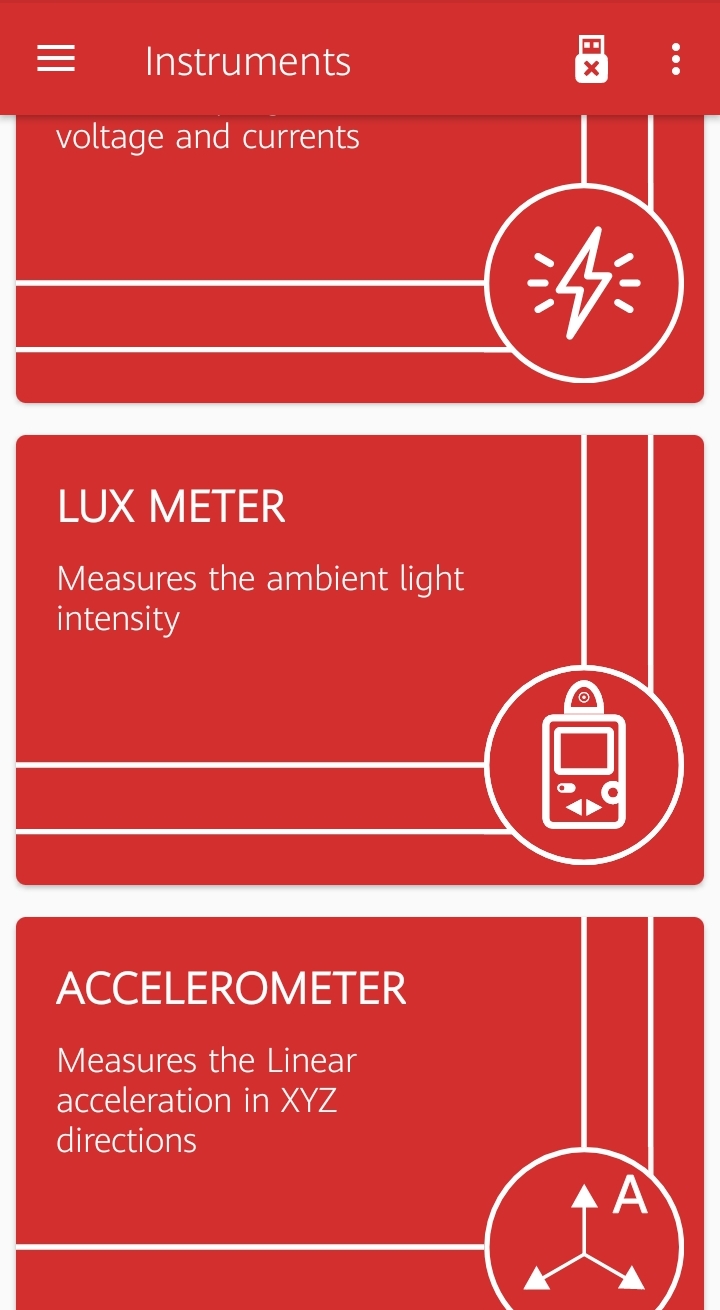 Instruments
voltage and currents
LUX METER
Measures the ambient light
intensity
ACCELEROMETER
Measures the Linear
acceleration in XYZ
directions
A